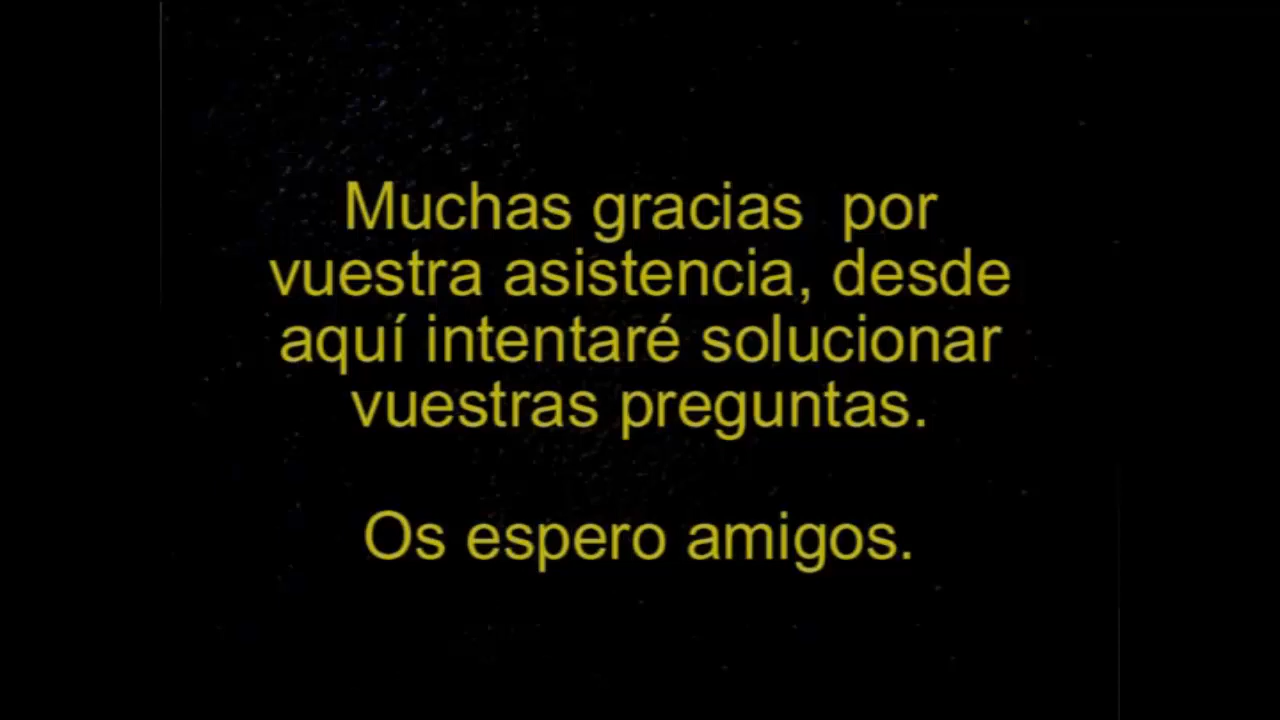 Muchas gracias  por
vuestra asistencia, desde
aquí intentaré solucionar
vuestras preguntas.
Os espero amigos.